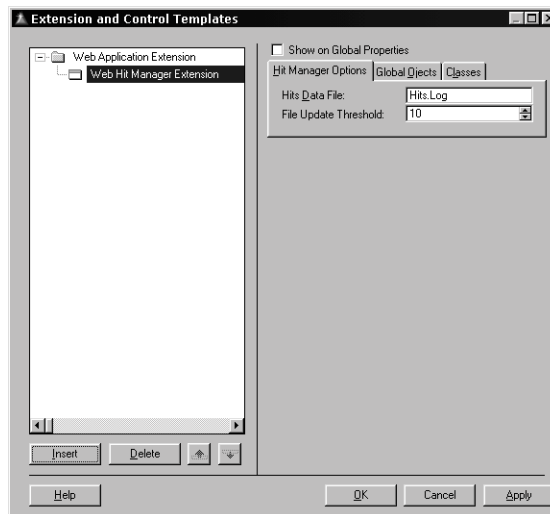 Extension and Control Templates
Web Application Extension
Web Hit Manager Extension
Show on Global Properties
Hit Manager Options
Global Ojects
Classes
Hits Data File:
Hits.Log
File Update Threshold:
10
Insert
Delete
Help
OK
Cancel
Apply